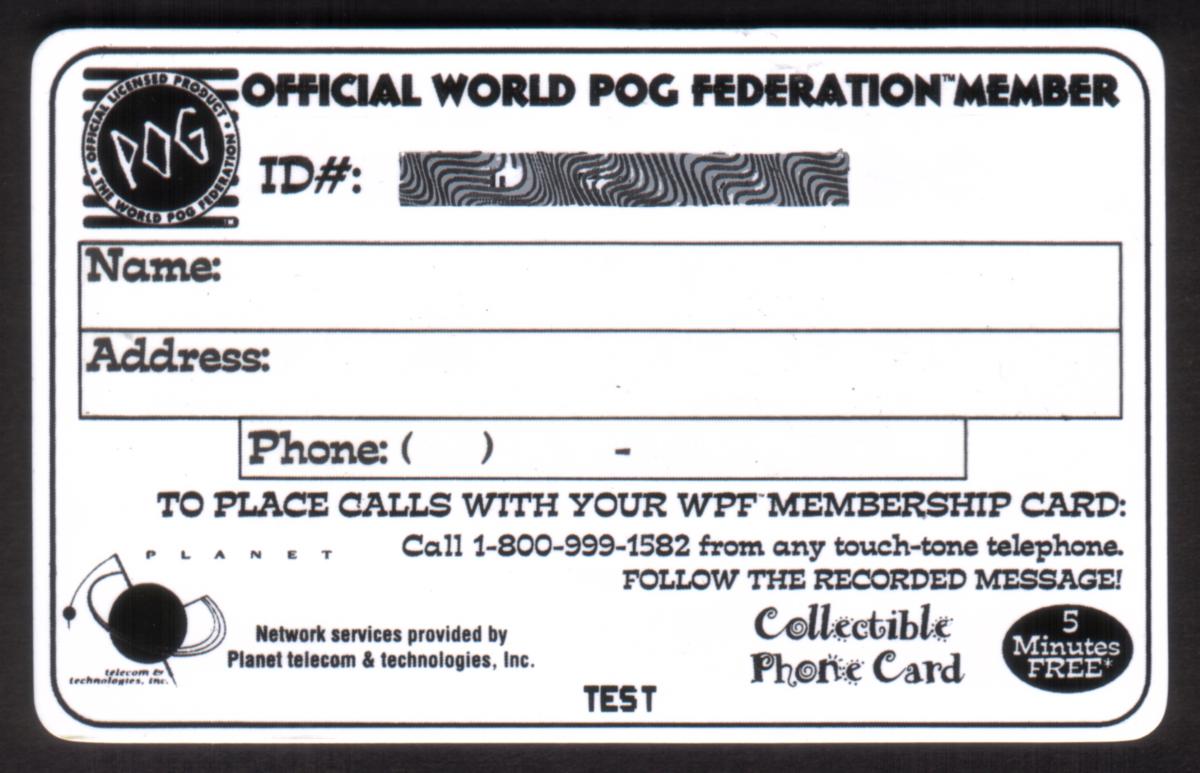 OFFICIAL LICENSED PRODUCT • THE WORLD POG FEDERATION •
POG
OFFICIAL WORLD POG FEDERATION™ MEMBER
ID#:
Name:
Address:
Phone: (    )    -
TO PLACE CALLS WITH YOUR WPF™ MEMBERSHIP CARD:
Call 1-800-999-1582 from any touch-tone telephone.
FOLLOW THE RECORDED MESSAGE!
PLANET
telecom &
technologies, inc.
Network services provided by
Planet telecom & technologies, Inc.
Collectible
Phone Card
5
Minutes
FREE*
TEST